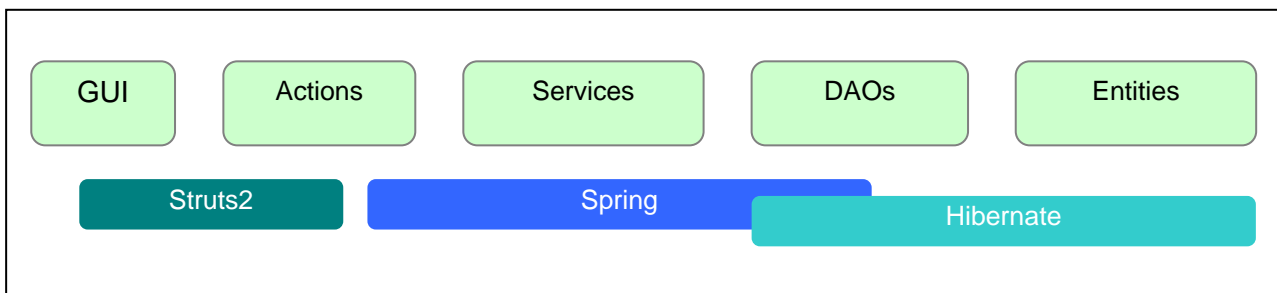 GUI
Actions
Services
DAOs
Entities
Struts2
Spring
Hibernate